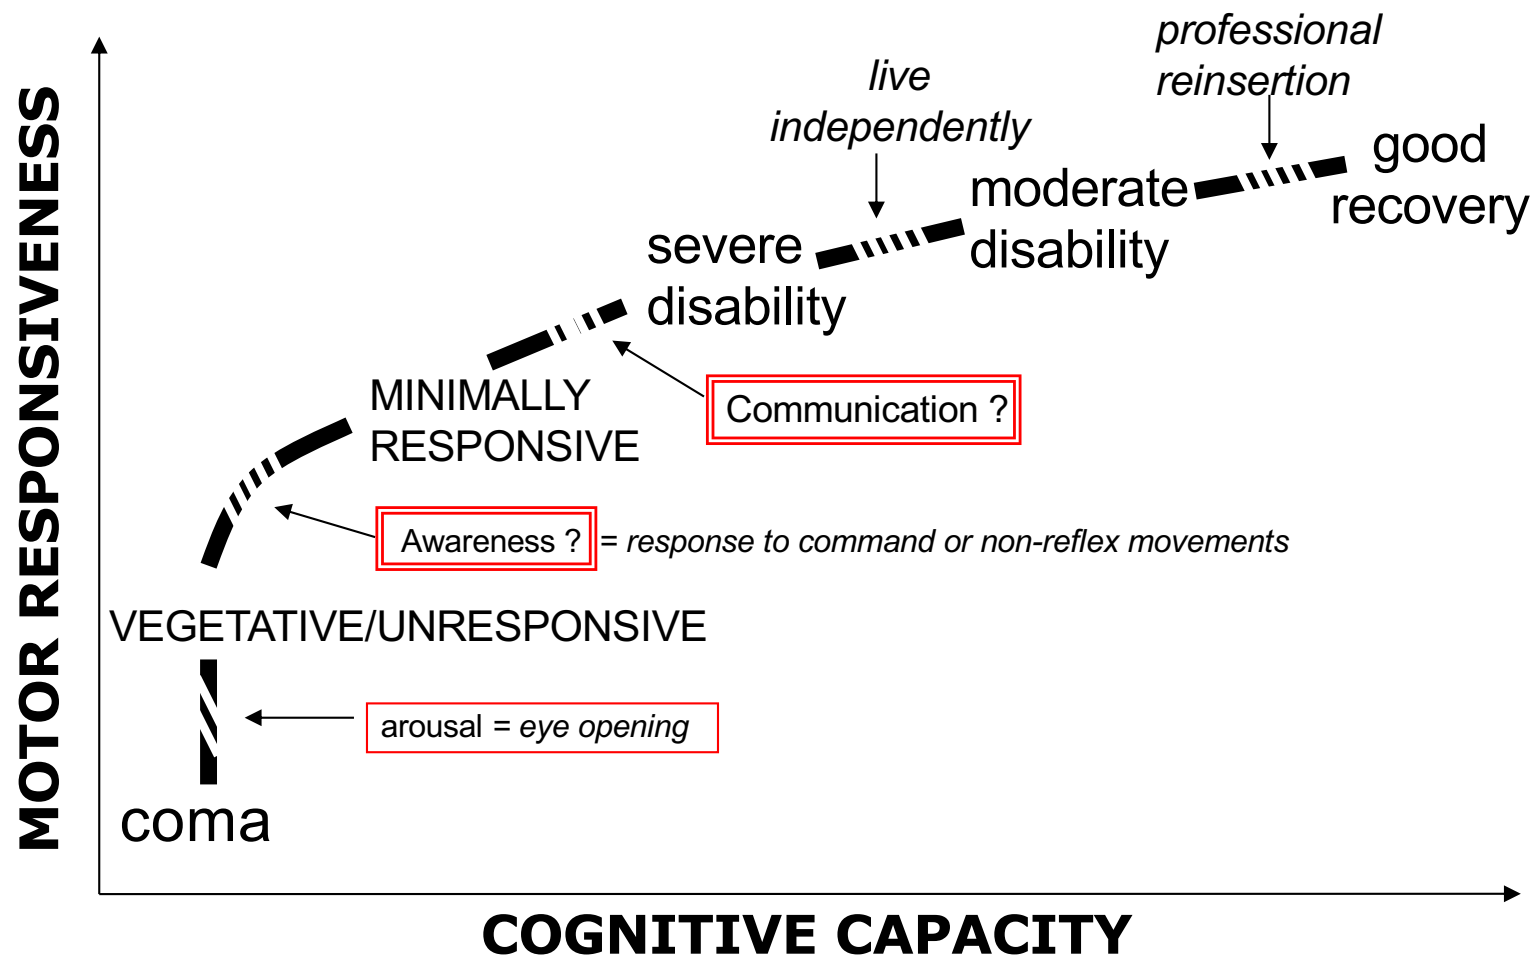 professional
reinsertion
live
independently
good
recovery
moderate
disability
severe
disability
MINIMALLY
RESPONSIVE
Communication ?
Awareness ? = response to command or non-reflex movements
VEGETATIVE/UNRESPONSIVE
arousal = eye opening
coma
MOTOR RESPONSIVENESS
COGNITIVE CAPACITY